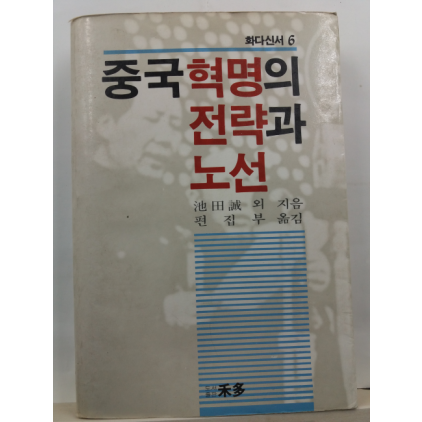 화다신서 6
중국혁명의
전략과
노선
池田誠 외 지음
편집부 옮김
禾多